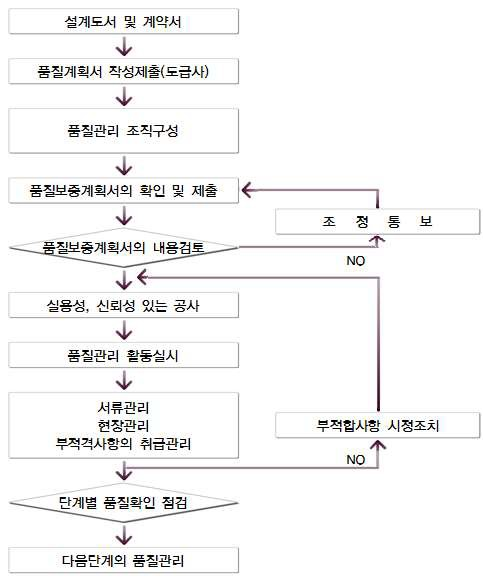 설계도서 및 계약서
품질계획서 작성제출(도급사)
품질관리 조직구성
품질보중계획서의 확인 및 제출
조 정 통 보
품질보중계획서의 내용검토
NO
실용성, 신뢰성 있는 공사
품질관리 활동실시
서류관리
현장관리
부적격사항의 취급관리
부적합사항 시정조치
NO
단계별 품질확인 점검
다음단계의 품질관리